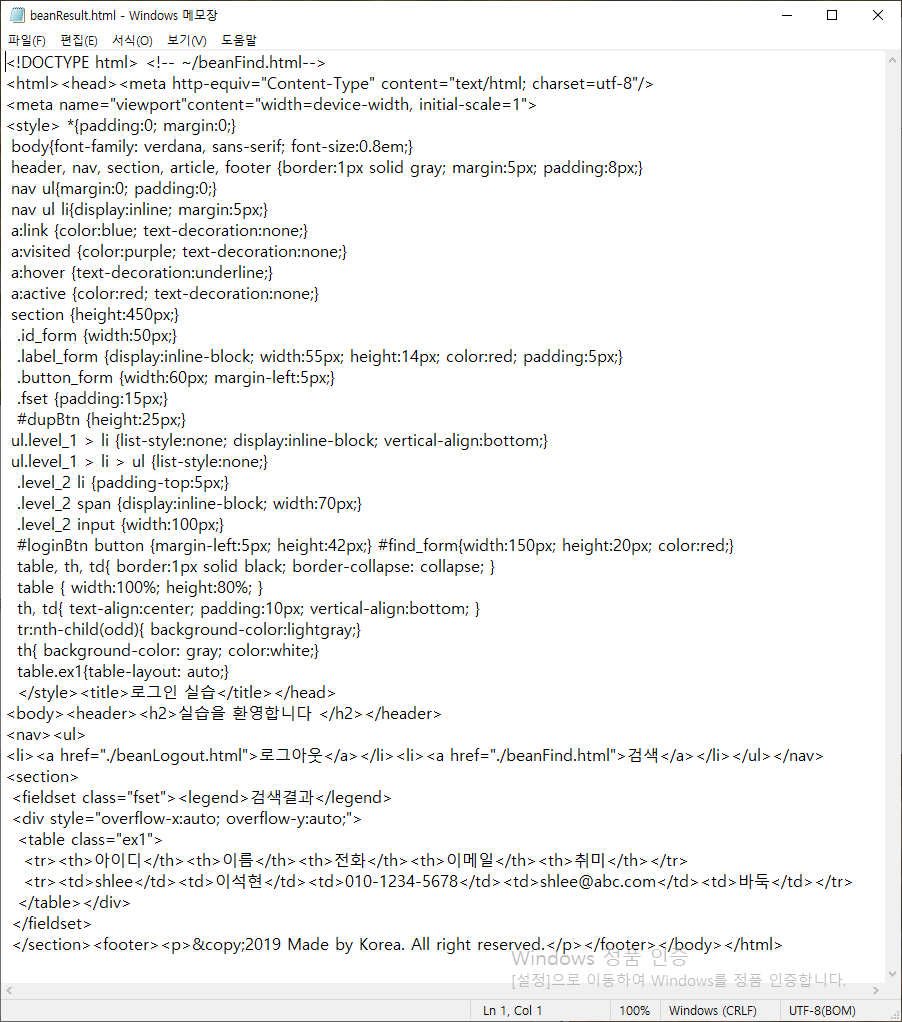 beanResult.html - Windows 메모장
파일(F) 편집(E) 서식(O) 보기(V) 도움말
<!DOCTYPE html> <!-- ~/beanFind.html-->
<html><head><meta http-equiv="Content-Type" content="text/html; charset=utf-8"/>
<meta name="viewport"content="width=device-width, initial-scale=1">
<style> *{padding:0; margin:0;}
body{font-family: verdana, sans-serif; font-size:0.8em;}
header, nav, section, article, footer {border:1px solid gray; margin:5px; padding:8px;}
nav ul{margin:0; padding:0;}
nav ul li{display:inline; margin:5px;}
a:link {color:blue; text-decoration:none;}
a:visited {color:purple; text-decoration:none;}
a:hover {text-decoration:underline;}
a:active {color:red; text-decoration:none;}
section {height:450px;}
.id_form {width:50px;}
.label_form {display:inline-block; width:55px; height:14px; color:red; padding:5px;}
.button_form {width:60px; margin-left:5px;}
.fset {padding:15px;}
#dupBtn {height:25px;}
ul.level_1 > li {list-style:none; display:inline-block; vertical-align:bottom;}
ul.level_1 > li > ul {list-style:none;}
.level_2 li {padding-top:5px;}
.level_2 span {display:inline-block; width:70px;}
.level_2 input {width:100px;}
#loginBtn button {margin-left:5px; height:42px;} #find_form{width:150px; height:20px; color:red;}
table, th, td{ border:1px solid black; border-collapse: collapse; }
table { width:100%; height:80%; }
th, td{ text-align:center; padding:10px; vertical-align:bottom; }
tr:nth-child(odd){ background-color:lightgray;}
th{ background-color: gray; color:white;}
table.ex1{table-layout: auto;}
</style><title>로그인 실습</title></head>
<body><header><h2>실습을 환영합니다 </h2></header>
<nav><ul>
<li><a href="./beanLogout.html">로그아웃</a></li><li><a href="./beanFind.html">검색</a></li></ul></nav>
<section>
<fieldset class="fset"><legend>검색결과</legend>
<div style="overflow-x:auto; overflow-y:auto;">
<table class="ex1">
<tr><th>아이디</th><th>이름</th><th>전화</th><th>이메일</th><th>취미</th></tr>
<tr><td>shlee</td><td>이석현</td><td>010-1234-5678</td><td>shlee@abc.com</td><td>바둑</td></tr>
</table></div>
</fieldset>
</section><footer><p>&copy;2019 Made by Korea. All right reserved.</p></footer></body></html>
Windows 정품 인증
[설정]으로 이동하여 Windows를 정품 인증합니다.
Ln 1, Col 1 100% Windows (CRLF) UTF-8(BOM)